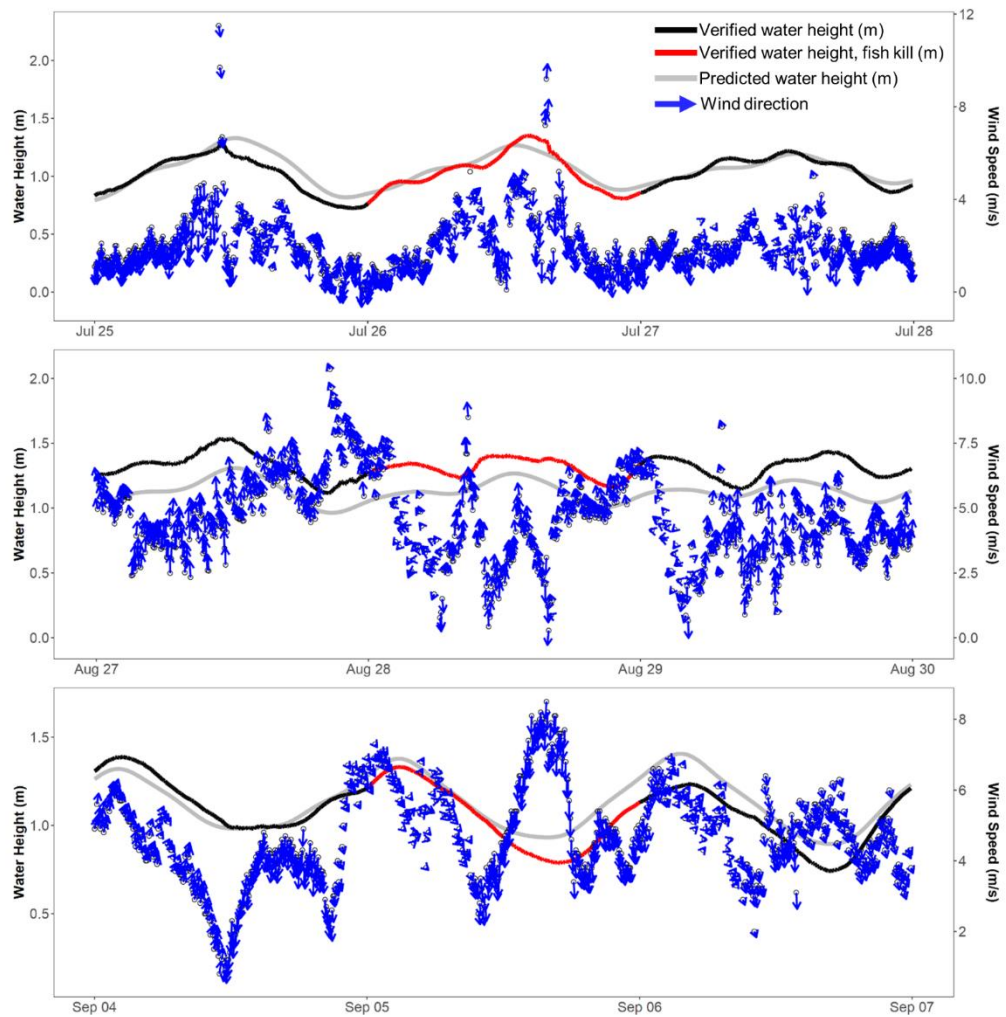 Verified water height (m)
Verified water height, fish kill (m)
Predicted water height (m)
Wind direction
Water Height (m)
2.0
1.5
1.0
0.5
0.0
12
8
4
0
Wind Speed (m/s)
Jul 25
Jul 26
Jul 27
Jul 28
Water Height (m)
2.0
1.5
1.0
0.5
0.0
10.0
7.5
5.0
2.5
0.0
Wind Speed (m/s)
Aug 27
Aug 28
Aug 29
Aug 30
Water Height (m)
1.5
1.0
0.5
8
6
4
2
Wind Speed (m/s)
Sep 04
Sep 05
Sep 06
Sep 07